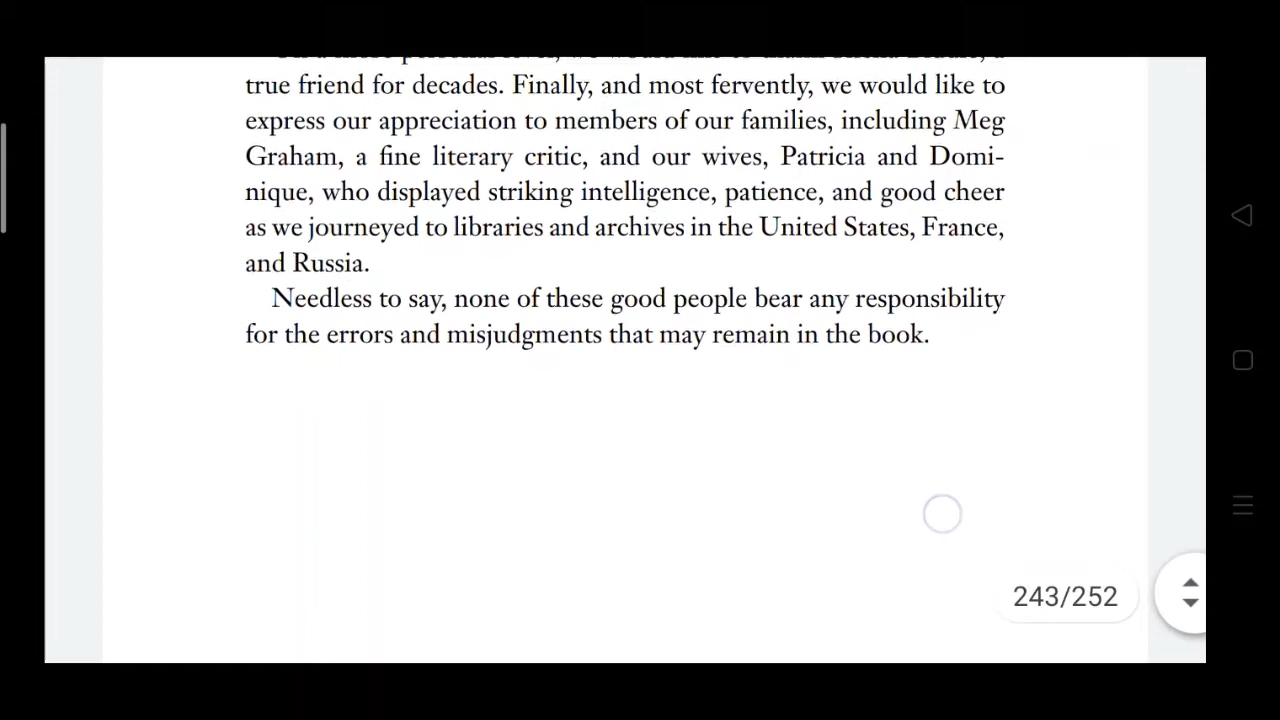 true friend for decades. Finally, and most fervently, we would like to
express our appreciation to members of our families, including Meg
Graham, a fine literary critic, and our wives, Patricia and Domi-
nique, who displayed striking intelligence, patience, and good cheer
as we journeyed to libraries and archives in the United States, France,
and Russia.
Needless to say, none of these good people bear any responsibility
for the errors and misjudgments that may remain in the book.
243/252